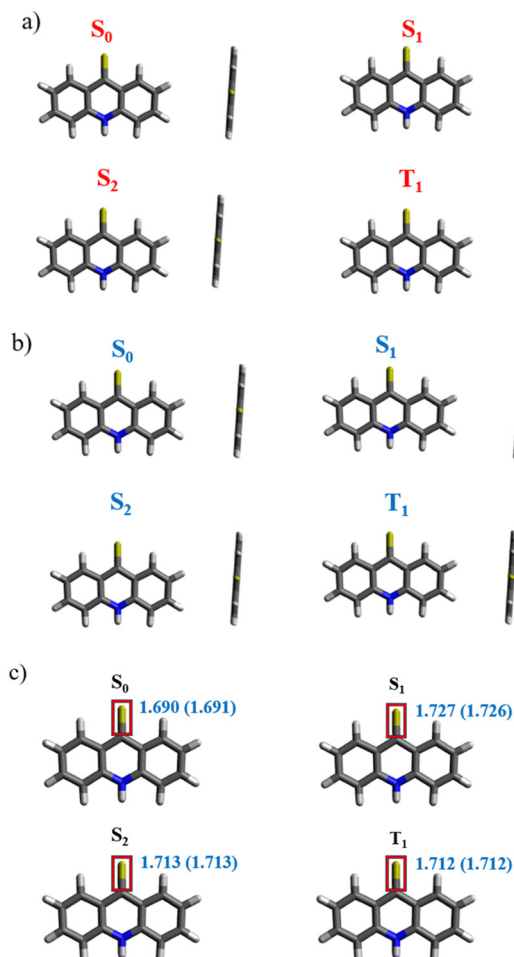 a)
S₀ S₁
S₂ T₁
b)
S₀ S₁
S₂ T₁
c)
S₀ S₁
1.690 (1.691) 1.727 (1.726)
S₂ T₁
1.713 (1.713) 1.712 (1.712)